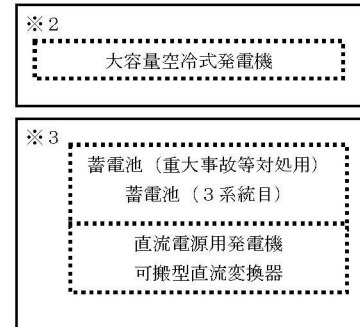 ※2
大容量空冷式発電機
※3
蓄電池（重大事故等対処用）
蓄電池（3系統目）
直流電源用発電機
可搬型直流変換器